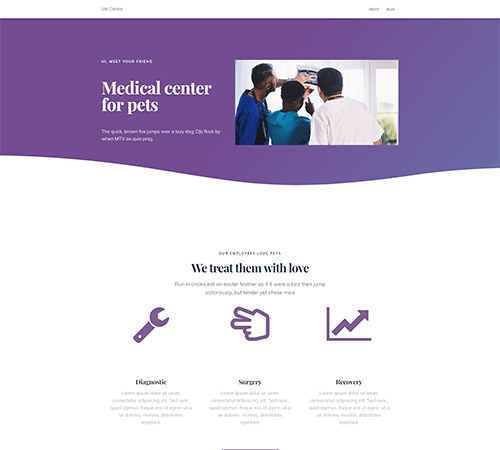 Vet Center
ABOUT BLOG
HI, MEET YOUR FRIEND
Medical center
for pets
The quick, brown fox jumps over a lazy dog. DJs flock by
when MTV ax quiz prog.
OUR EMPLOYEES LOVE PETS
We treat them with love
Run in circles eat an easter feather as if it were a bird then jump
victoriously, but tender yet chase mice
Diagnostic Surgery Recovery
Lorem ipsum dolor sit amet, Lorem ipsum dolor sit amet, Lorem ipsum dolor sit amet,
consectetur adipiscing elit. Sed nunc, consectetur adipiscing elit. Sed nunc, consectetur adipiscing elit. Sed nunc,
quod agimus. Itaque eos id agere, ut a quod agimus. Itaque eos id agere, ut a quod agimus. Itaque eos id agere, ut a
se dolores, morbos, debilitates se dolores, morbos, debilitates se dolores, morbos, debilitates
repellant. repellant. repellant.